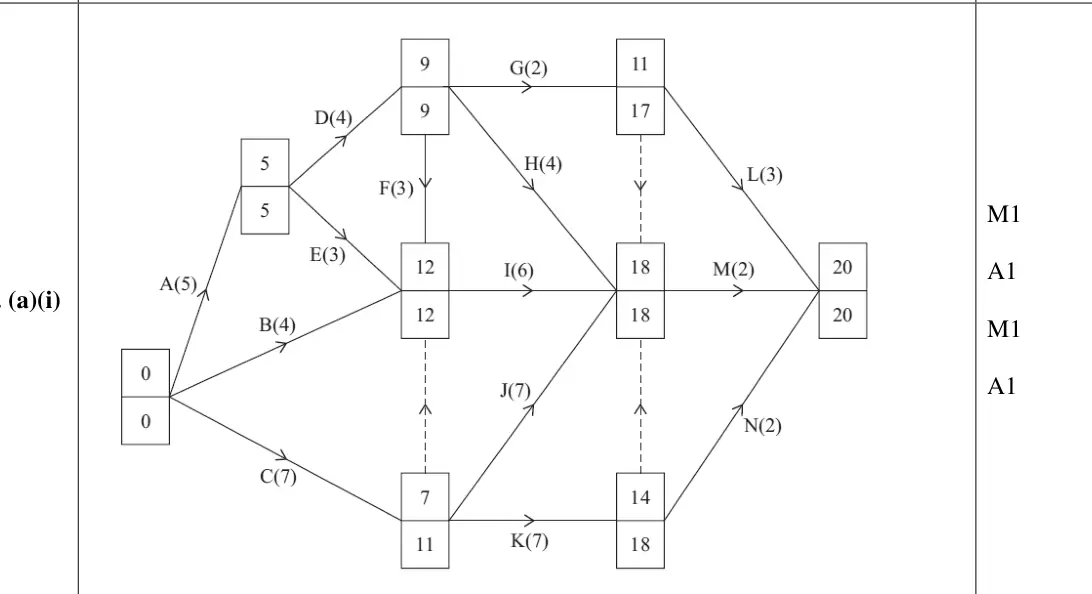 . (a)(i)
9
9
G(2)
11
17
D(4)
5
5
F(3)
H(4)
L(3)
E(3)
A(5)
12
12
I(6)
18
18
M(2)
20
20
B(4)
0
0
J(7)
C(7)
7
11
K(7)
14
18
N(2)
M1
A1
M1
A1